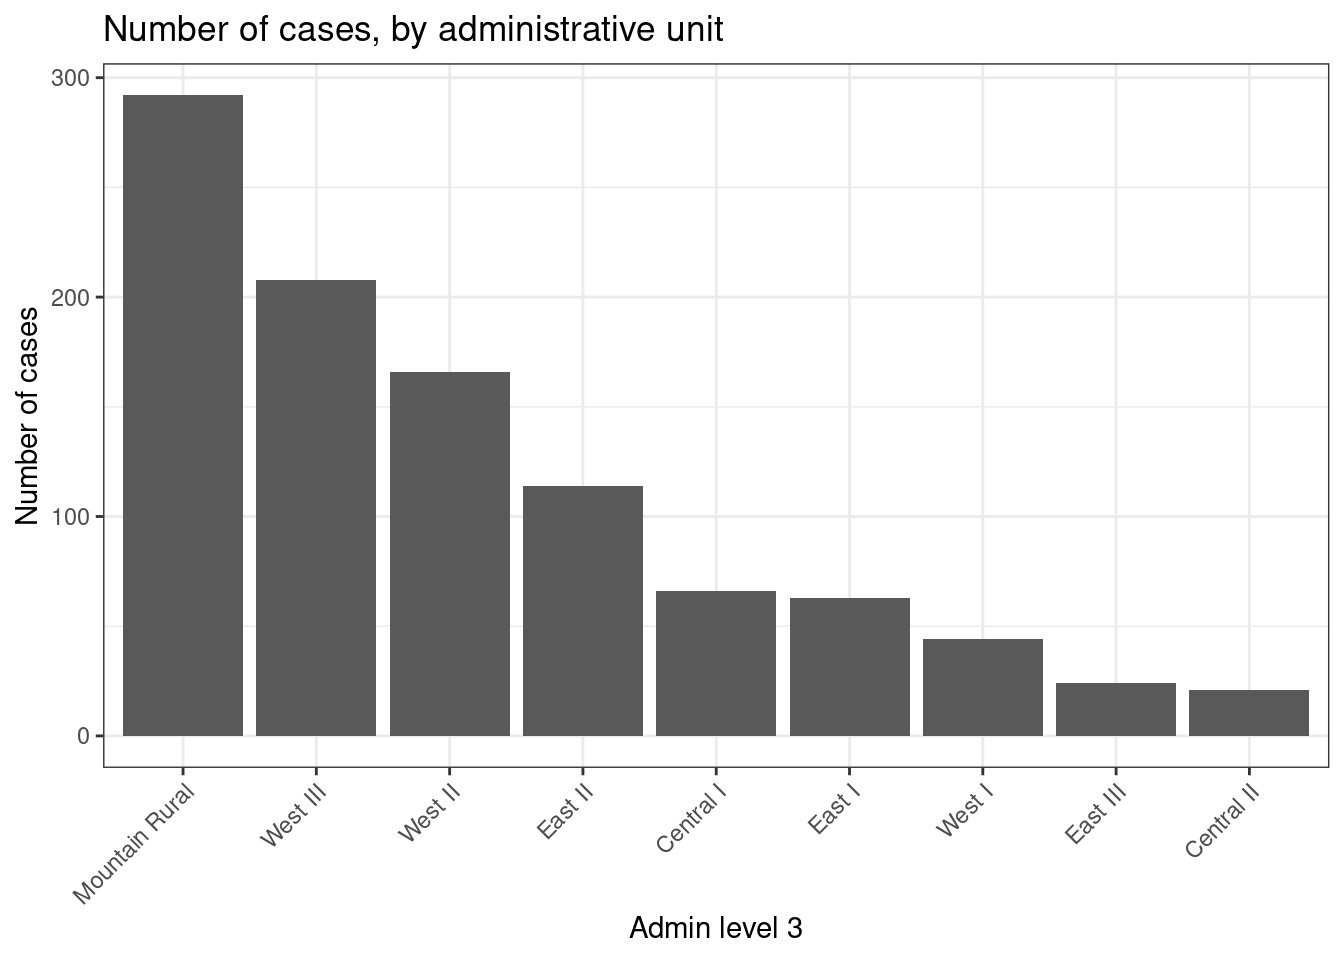 Number of cases, by administrative unit
Number of cases
300
200
100
0
Mountain Rural
West III
West II
East II
Central I
East I
West I
East III
Central II
Admin level 3